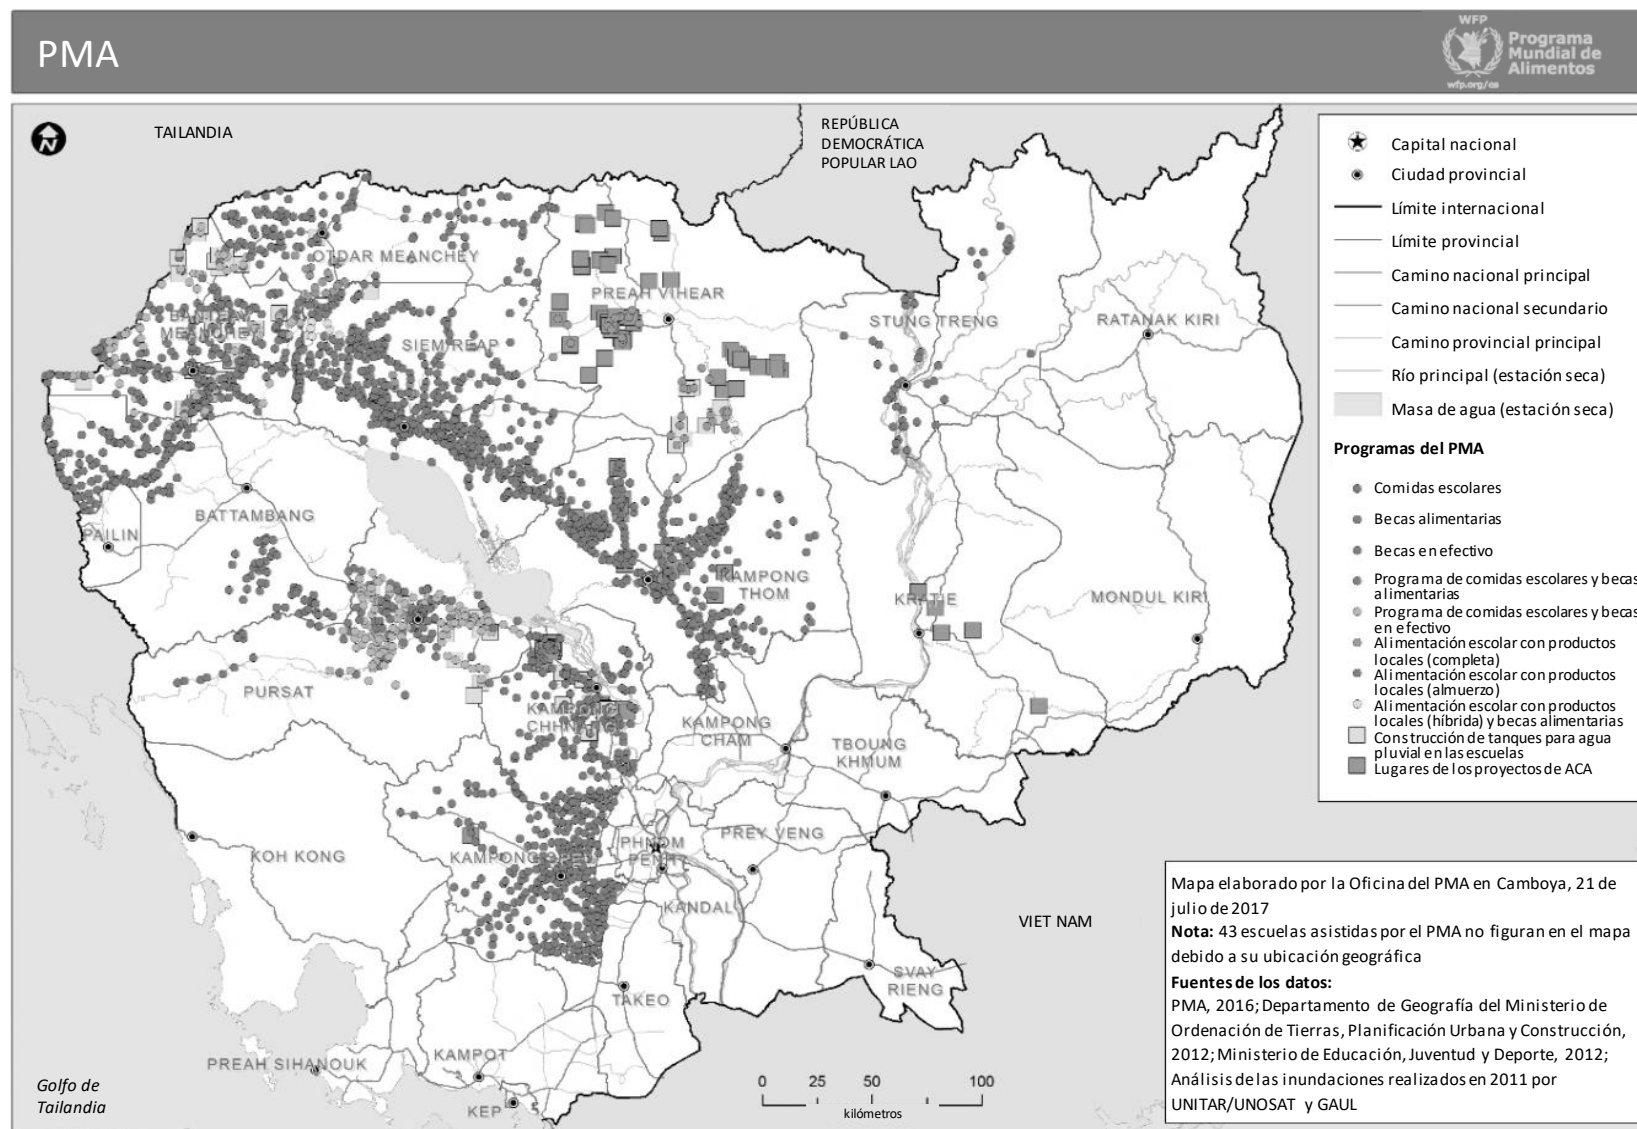 PMA
WFP
Programa
Mundial de
Alimentos
wfp.org/es
TAILANDIA
REPÚBLICA
DEMOCRÁTICA
POPULAR LAO
N
OTDAR MEANCHEY
BANTEAY
MEANCHEY
SIEM REAP
PREAH VIHEAR
STUNG TRENG
RATANAK KIRI
BATTAMBANG
PAILIN
KAMPONG
THOM
KRATIE
MONDUL KIRI
PURSAT
KAMPONG
CHHNANG
KAMPONG
CHAM
TBOUNG
KHMUM
KOH KONG
KAMPONG SPEU
PHNOM
PENH
PREY VENG
KANDAL
VIET NAM
SVAY
RIENG
TAKEO
PREAH SIHANOUK
KAMPOT
KEP
Golfo de
Tailandia
0 25 50 100
kilómetros
Capital nacional
Ciudad provincial
Límite internacional
Límite provincial
Camino nacional principal
Camino nacional secundario
Camino provincial principal
Río principal (estación seca)
Masa de agua (estación seca)
Programas del PMA
Comidas escolares
Becas alimentarias
Becas en efectivo
Programa de comidas escolares y becas
alimentarias
Programa de comidas escolares y becas
en efectivo
Alimentación escolar con productos
locales (completa)
Alimentación escolar con productos
locales (almuerzo)
Alimentación escolar con productos
locales (híbrida) y becas alimentarias
Construcción de tanques para agua
pluvial en las escuelas
Lugares de los proyectos de ACA
Mapa elaborado por la Oficina del PMA en Camboya, 21 de
julio de 2017
Nota: 43 escuelas asistidas por el PMA no figuran en el mapa
debido a su ubicación geográfica
Fuentes de los datos:
PMA, 2016; Departamento de Geografía del Ministerio de
Ordenación de Tierras, Planificación Urbana y Construcción,
2012; Ministerio de Educación, Juventud y Deporte, 2012;
Análisis de las inundaciones realizados en 2011 por
UNITAR/UNOSAT y GAUL